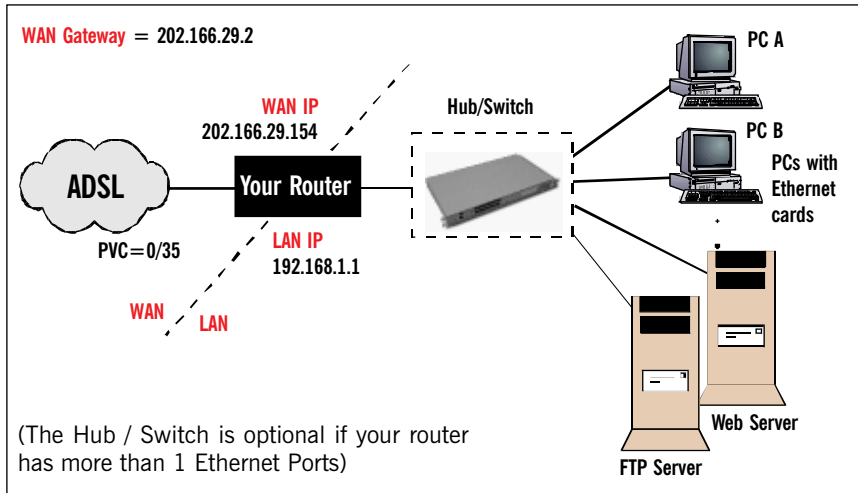 WAN Gateway = 202.166.29.2
PC A
WAN IP
202.166.29.154
Hub/Switch
PC B
PCs with
Ethernet
cards
ADSL
Your Router
PVC=0/35
LAN IP
192.168.1.1
WAN
LAN
Web Server
(The Hub / Switch is optional if your router
has more than 1 Ethernet Ports)
FTP Server